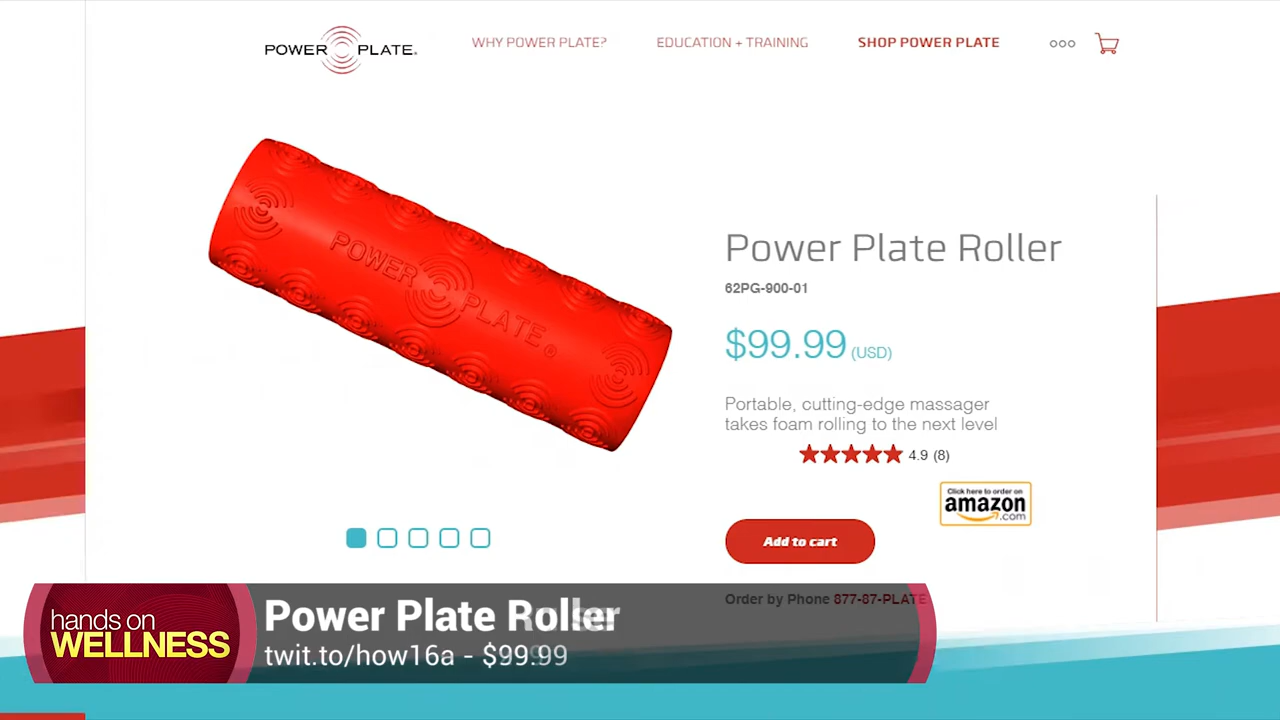 POWER PLATE®
WHY POWER PLATE?
EDUCATION + TRAINING
SHOP POWER PLATE
POWER PLATE®
Power Plate Roller
62PG-900-01
$99.99 (USD)
Portable, cutting-edge massager
takes foam rolling to the next level
4.9 (8)
Click here to order on
amazon
.com
Add to cart
Order by Phone 877-87-PLATE
hands on
WELLNESS
Power Plate Roller
twit.to/how16a - $99.99